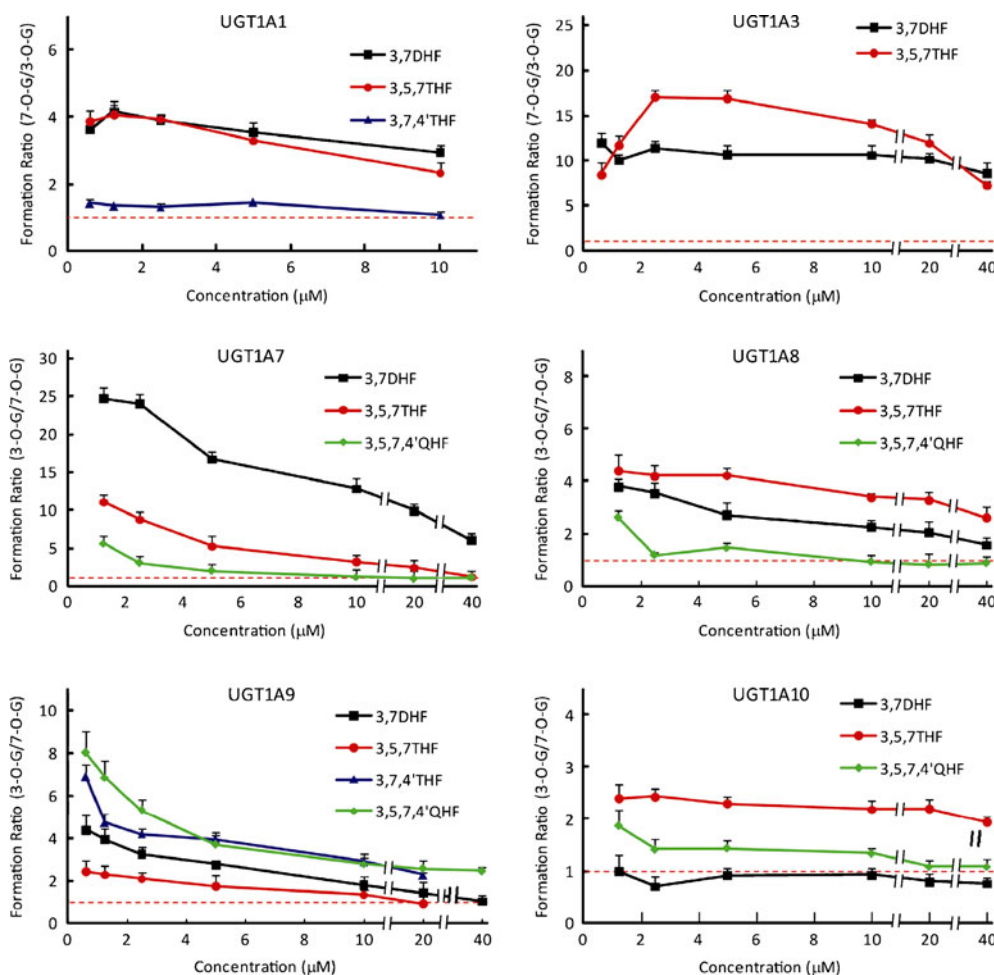 UGT1A1
Formation Ratio (7-O-G/3-O-G)
6
4
2
0
3,7DHF
3,5,7THF
3,7,4'THF
0 2 4 6 8 10
Concentration (μM)
UGT1A3
Formation Ratio (7-O-G/3-O-G)
25
20
15
10
5
0
3,7DHF
3,5,7THF
0 2 4 6 8 10 20 40
Concentration (μM)
UGT1A7
Formation Ratio (3-O-G/7-O-G)
30
25
20
15
10
5
0
3,7DHF
3,5,7THF
3,5,7,4'QHF
0 2 4 6 8 10 20 40
Concentration (μM)
UGT1A8
Formation Ratio (3-O-G/7-O-G)
8
6
4
2
0
3,7DHF
3,5,7THF
3,5,7,4'QHF
0 2 4 6 8 10 20 40
Concentration (μM)
UGT1A9
Formation Ratio (3-O-G/7-O-G)
10
8
6
4
2
0
3,7DHF
3,5,7THF
3,7,4'THF
3,5,7,4'QHF
0 2 4 6 8 10 20 40
Concentration (μM)
UGT1A10
Formation Ratio (3-O-G/7-O-G)
4
3
2
1
0
3,7DHF
3,5,7THF
3,5,7,4'QHF
0 2 4 6 8 10 20 40
Concentration (μM)